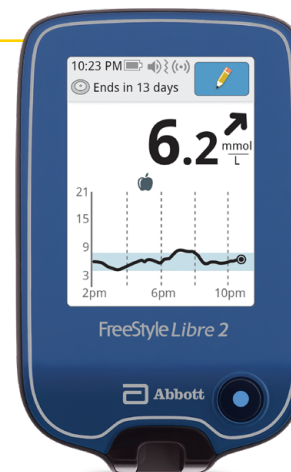 10:23 PM
Ends in 13 days
6.2 mmol
L
21
15
9
3
2pm 6pm 10pm
FreeStyle Libre 2
Abbott